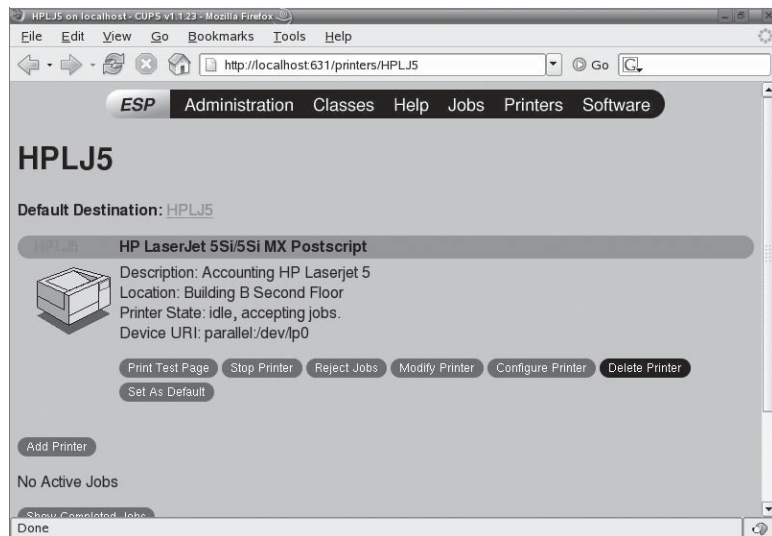 HPLJ5 on localhost - CUPS v1.1.23 - Mozilla Firefox
File Edit View Go Bookmarks Tools Help
http://localhost:631/printers/HPLJ5 Go G
ESP Administration Classes Help Jobs Printers Software
HPLJ5
Default Destination: HPLJ5
HPLJ5 HP LaserJet 5Si/5Si MX Postscript
Description: Accounting HP Laserjet 5
Location: Building B Second Floor
Printer State: idle, accepting jobs.
Device URI: parallel:/dev/lp0
Print Test Page Stop Printer Reject Jobs Modify Printer Configure Printer Delete Printer
Set As Default
Add Printer
No Active Jobs
Show Completed Jobs
Done